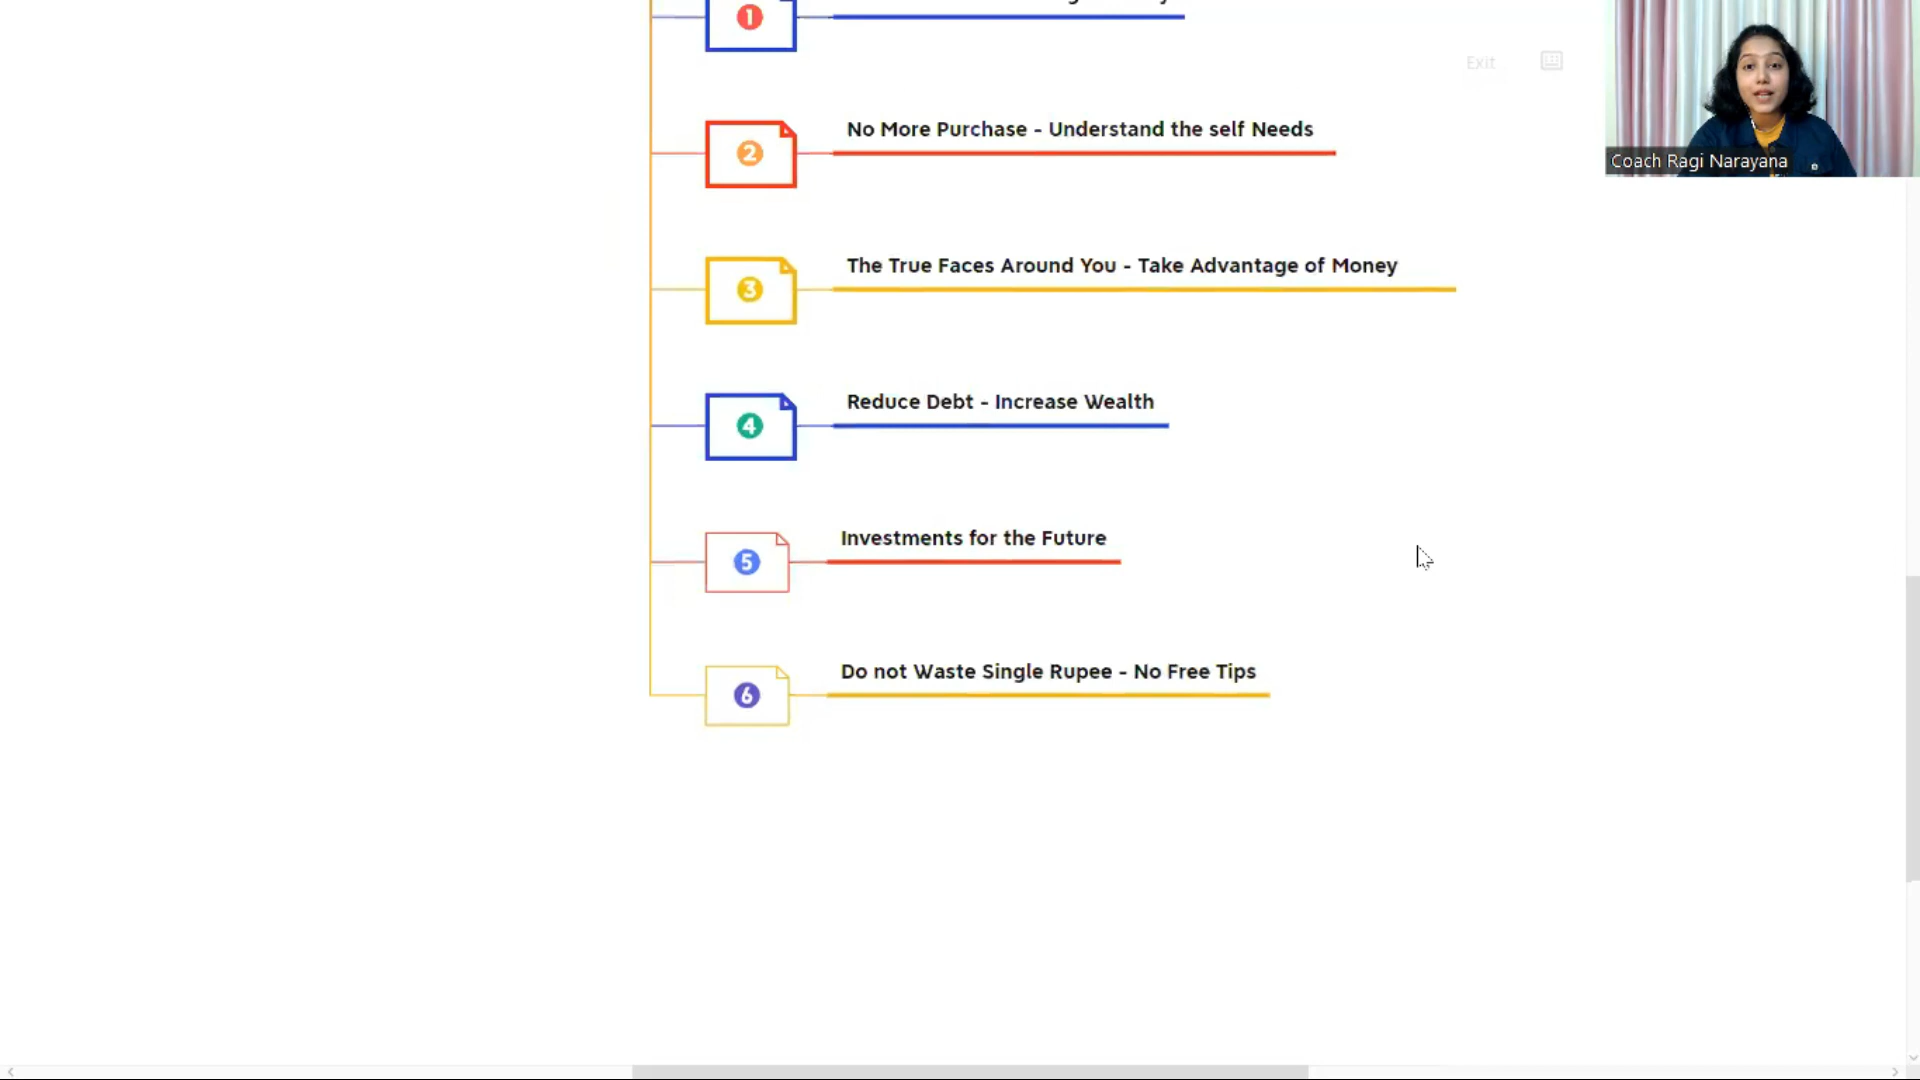 1
Exit
2
No More Purchase - Understand the self Needs
Coach Ragi Narayana
3
The True Faces Around You - Take Advantage of Money
4
Reduce Debt - Increase Wealth
5
Investments for the Future
6
Do not Waste Single Rupee - No Free Tips